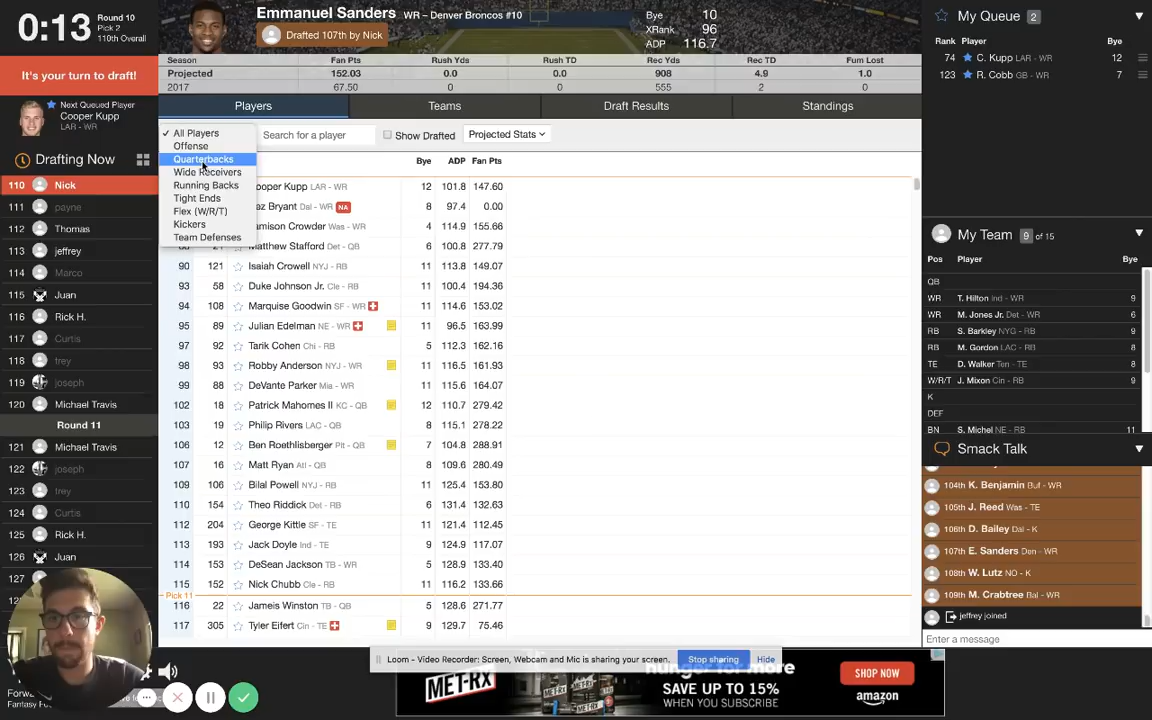 0:13
Round 10
Pick 2
110th Overall
It's your turn to draft!
Next Queued Player
Cooper Kupp
LAR - WR
Drafting Now
110 Nick
111 payne
112 Thomas
113 jeffrey
114 Marco
115 Juan
116 Rick H.
117 Curtis
118 trey
119 joseph
120 Michael Travis
Round 11
121 Michael Travis
122 joseph
123 trey
124 Curtis
125 Rick H.
126 Juan
127
Emmanuel Sanders WR – Denver Broncos #10
Drafted 107th by Nick
Bye 10
XRank 96
ADP 116.7
Season Fan Pts Rush Yds Rush TD Rec Yds Rec TD Fum Lost
Projected 152.03 0.0 0.0 908 4.9 1.0
2017 67.50 0 0 555 2 0
Players Teams Draft Results Standings
✓ All Players
Offense
Quarterbacks
Wide Receivers
Running Backs
Tight Ends
Flex (W/R/T)
Kickers
Team Defenses
Search for a player Show Drafted Projected Stats
Bye ADP Fan Pts
ooper Kupp LAR - WR 12 101.8 147.60
ez Bryant Dal - WR NA 8 97.4 0.00
amison Crowder Was - WR 4 114.9 155.66
Matthew Stafford Det - QB 6 100.8 277.79
90 121 Isaiah Crowell NYJ - RB 11 113.8 149.07
93 58 Duke Johnson Jr. Cle - RB 11 100.4 194.36
94 108 Marquise Goodwin SF - WR 11 114.6 153.02
95 89 Julian Edelman NE - WR 11 96.5 163.99
97 92 Tarik Cohen Chi - RB 5 112.3 162.16
98 93 Robby Anderson NYJ - WR 11 116.5 161.93
99 88 DeVante Parker Mia - WR 11 115.6 164.07
102 18 Patrick Mahomes II KC - QB 12 110.7 279.42
103 19 Philip Rivers LAC - QB 8 115.1 278.22
106 12 Ben Roethlisberger Pit - QB 7 104.8 288.91
107 16 Matt Ryan Atl - QB 8 109.6 280.49
109 106 Bilal Powell NYJ - RB 11 125.4 153.80
110 154 Theo Riddick Det - RB 6 131.4 132.63
112 204 George Kittle SF - TE 11 121.4 112.45
113 193 Jack Doyle Ind - TE 9 124.9 117.07
114 153 DeSean Jackson TB - WR 5 128.9 133.40
115 152 Nick Chubb Cle - RB 11 116.2 133.66
Pick 11
116 22 Jameis Winston TB - QB 5 128.6 271.77
117 305 Tyler Eifert Cin - TE 9 129.7 75.46
My Queue 2
Rank Player Bye
74 C. Kupp LAR - WR 12
123 R. Cobb GB - WR 7
My Team 9 of 15
Pos Player Bye
QB
WR T. Hilton Ind - WR 9
WR M. Jones Jr. Det - WR 6
RB S. Barkley NYG - RB 9
RB M. Gordon LAC - RB 8
TE D. Walker Ten - TE 8
W/R/T J. Mixon Cin - RB 9
K
DEF
BN S. Michel NE - RB 11
Smack Talk
104th K. Benjamin Buf - WR
105th J. Reed Was - TE
106th D. Bailey Dal - K
107th E. Sanders Den - WR
108th W. Lutz NO - K
109th M. Crabtree Bal - WR
jeffrey joined
Enter a message
Loom - Video Recorder: Screen, Webcam and Mic is sharing your screen. Stop sharing Hide
MET-RX
hunger for more
SAVE UP TO 15%
WHEN YOU SUBSCRIBE
SHOP NOW
amazon